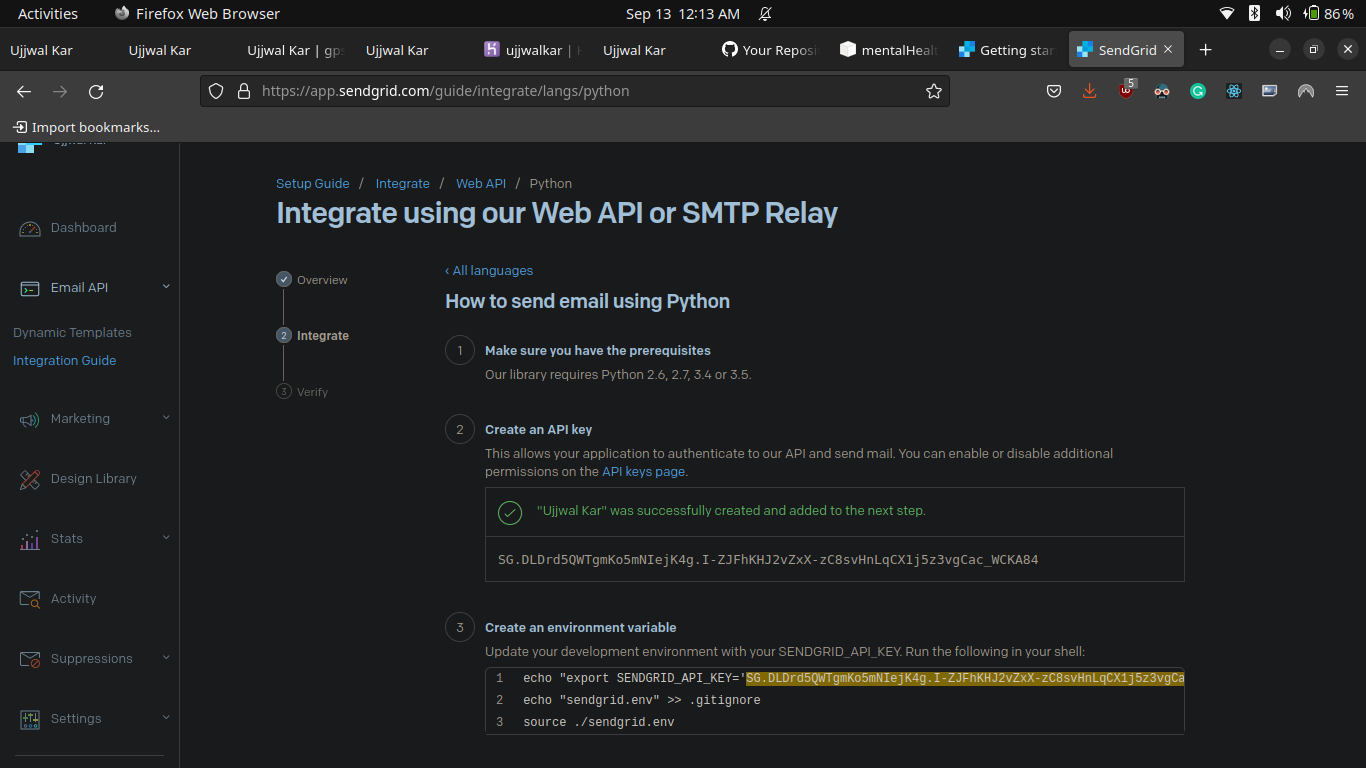 Activities Firefox Web Browser Sep 13 12:13 AM 86%
Ujjwal Kar Ujjwal Kar Ujjwal Kar | gps Ujjwal Kar ujjwalkar | H Ujjwal Kar Your Reposi mentalHealt Getting star SendGrid
https://app.sendgrid.com/guide/integrate/langs/python 5
Import bookmarks...
Ujjwal Kar
Dashboard
Email API
Dynamic Templates
Integration Guide
Marketing
Design Library
Stats
Activity
Suppressions
Settings
Setup Guide / Integrate / Web API / Python
Integrate using our Web API or SMTP Relay
Overview
2 Integrate
3 Verify
‹ All languages
How to send email using Python
1 Make sure you have the prerequisites
Our library requires Python 2.6, 2.7, 3.4 or 3.5.
2 Create an API key
This allows your application to authenticate to our API and send mail. You can enable or disable additional
permissions on the API keys page.
"Ujjwal Kar" was successfully created and added to the next step.
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
3 Create an environment variable
Update your development environment with your SENDGRID_API_KEY. Run the following in your shell:
1 echo "export SENDGRID_API_KEY='SG.DLDrd5QWTgmKo5mNIejK4g.I-ZJFhKHJ2vZxX-zC8svHnLqCX1j5z3vgCa
2 echo "sendgrid.env" >> .gitignore
3 source ./sendgrid.env